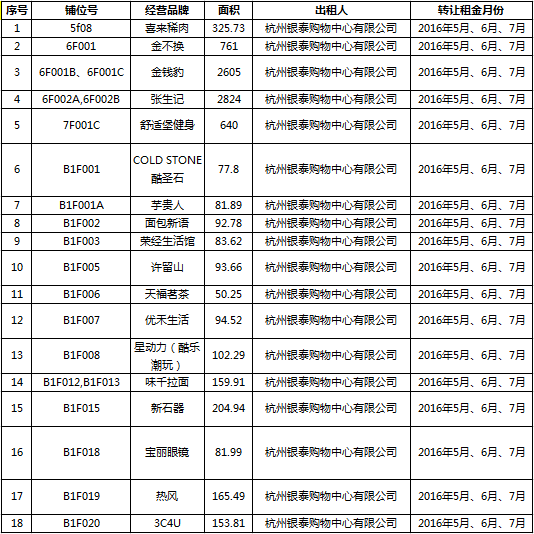 序号 铺位号 经营品牌 面积 出租人 转让租金月份
1 5f08 喜来稀肉 325.73 杭州银泰购物中心有限公司 2016年5月、6月、7月
2 6F001 金不换 761 杭州银泰购物中心有限公司 2016年5月、6月、7月
3 6F001B、6F001C 金钱豹 2605 杭州银泰购物中心有限公司 2016年5月、6月、7月
4 6F002A,6F002B 张生记 2824 杭州银泰购物中心有限公司 2016年5月、6月、7月
5 7F001C 舒适堡健身 640 杭州银泰购物中心有限公司 2016年5月、6月、7月
6 B1F001 COLD STONE 77.8 杭州银泰购物中心有限公司 2016年5月、6月、7月
酷圣石
7 B1F001A 芋贵人 81.89 杭州银泰购物中心有限公司 2016年5月、6月、7月
8 B1F002 面包新语 92.78 杭州银泰购物中心有限公司 2016年5月、6月、7月
9 B1F003 荣经生活馆 83.62 杭州银泰购物中心有限公司 2016年5月、6月、7月
10 B1F005 许留山 93.66 杭州银泰购物中心有限公司 2016年5月、6月、7月
11 B1F006 天福茗茶 50.25 杭州银泰购物中心有限公司 2016年5月、6月、7月
12 B1F007 优禾生活 94.52 杭州银泰购物中心有限公司 2016年5月、6月、7月
13 B1F008 星动力（酷乐 102.29 杭州银泰购物中心有限公司 2016年5月、6月、7月
潮玩）
14 B1F012,B1F013 味千拉面 159.91 杭州银泰购物中心有限公司 2016年5月、6月、7月
15 B1F015 新石器 204.94 杭州银泰购物中心有限公司 2016年5月、6月、7月
16 B1F018 宝丽眼镜 81.99 杭州银泰购物中心有限公司 2016年5月、6月、7月
17 B1F019 热风 165.49 杭州银泰购物中心有限公司 2016年5月、6月、7月
18 B1F020 3C4U 153.81 杭州银泰购物中心有限公司 2016年5月、6月、7月